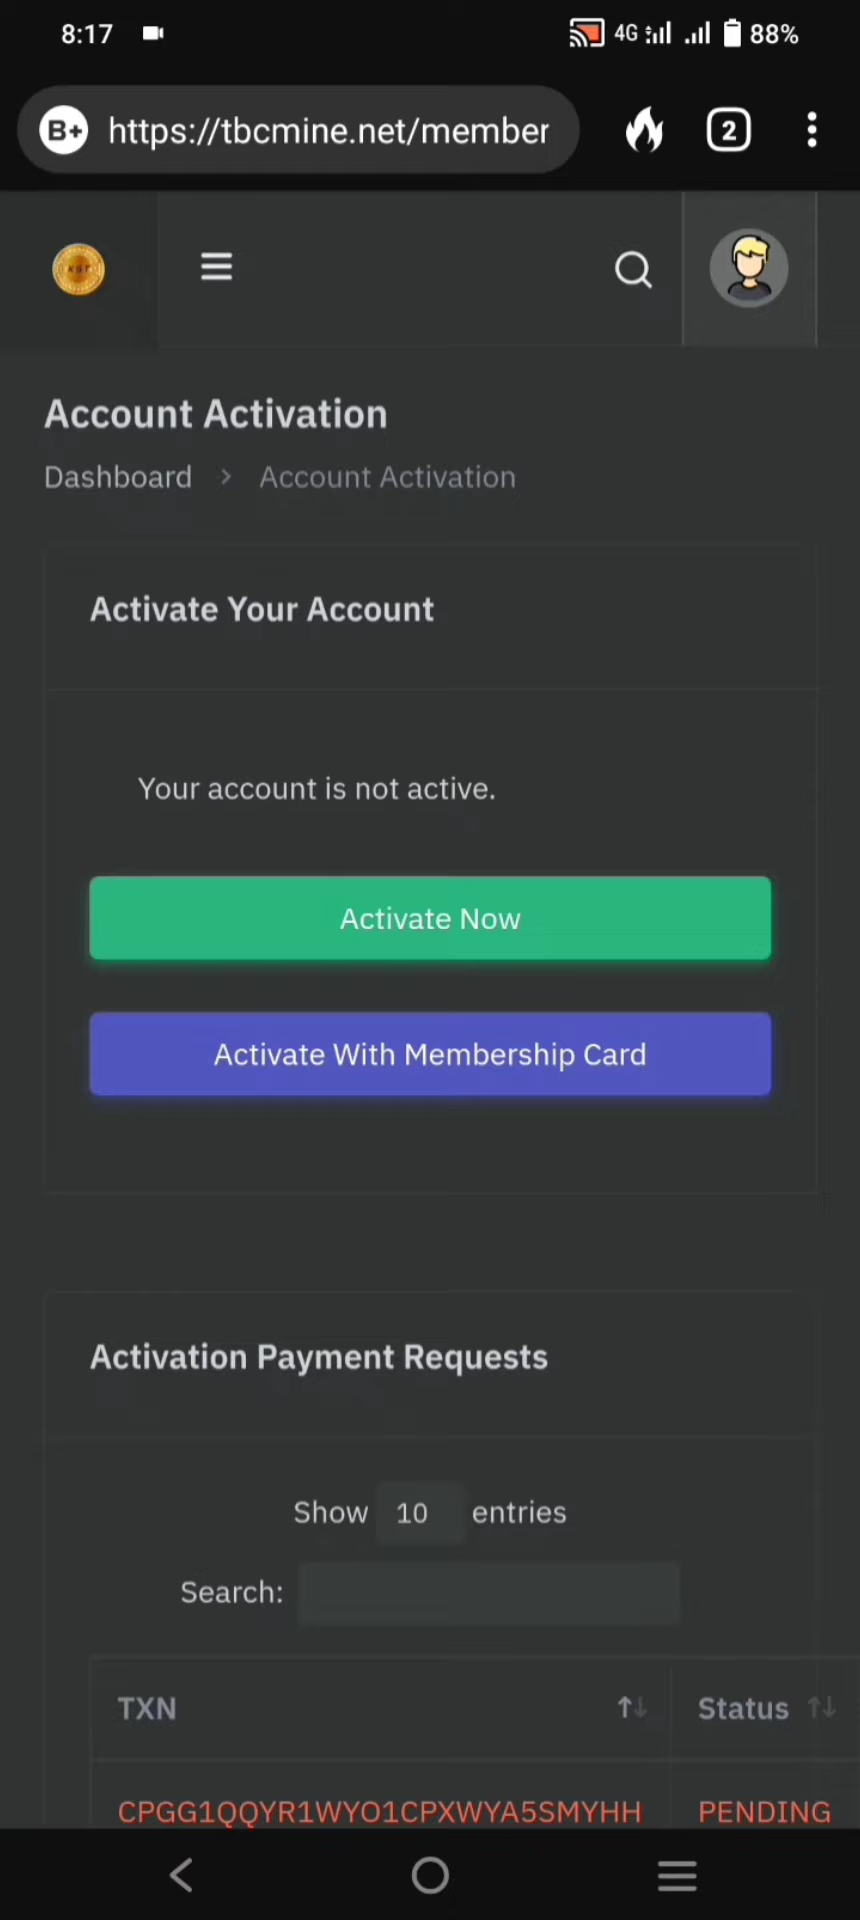 8:17 4G 88%
B+ https://tbcmine.net/member 2
KGT
Account Activation
Dashboard > Account Activation
Activate Your Account
Your account is not active.
Activate Now
Activate With Membership Card
Activation Payment Requests
Show 10 entries
Search:
TXN Status
CPGG1QQYR1WYO1CPXWYA5SMYHH PENDING